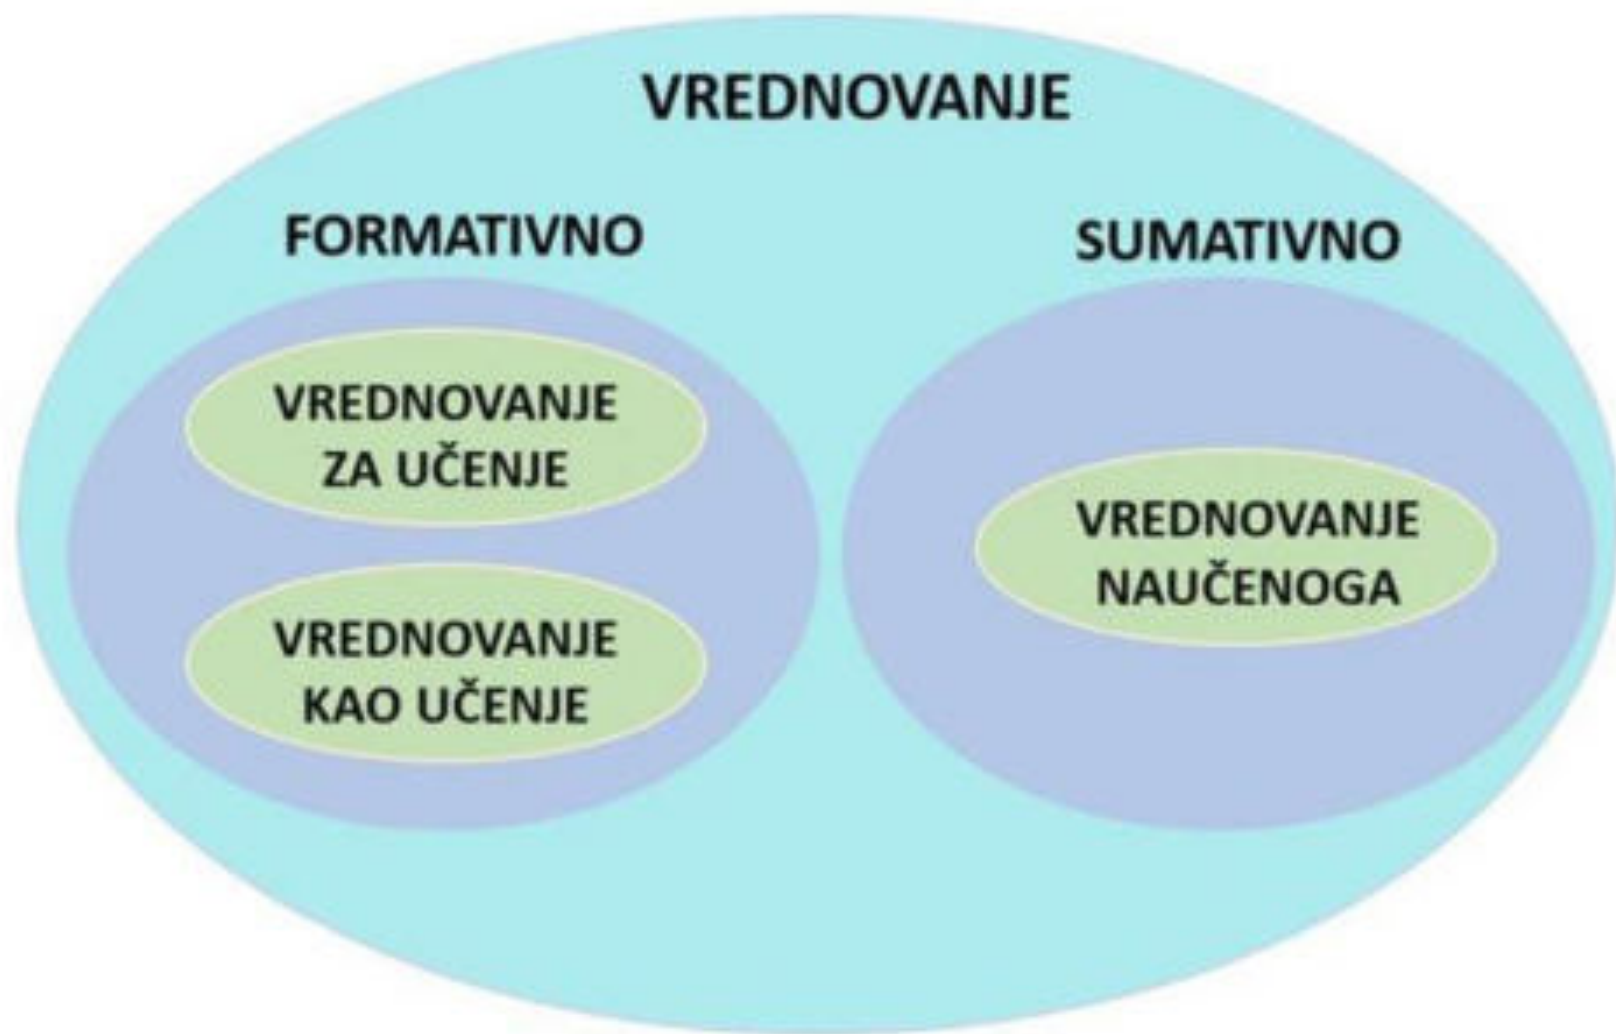 VREDNOVANJE
FORMATIVNO
VREDNOVANJE
ZA UČENJE
VREDNOVANJE
KAO UČENJE
SUMATIVNO
VREDNOVANJE
NAUČENOGA